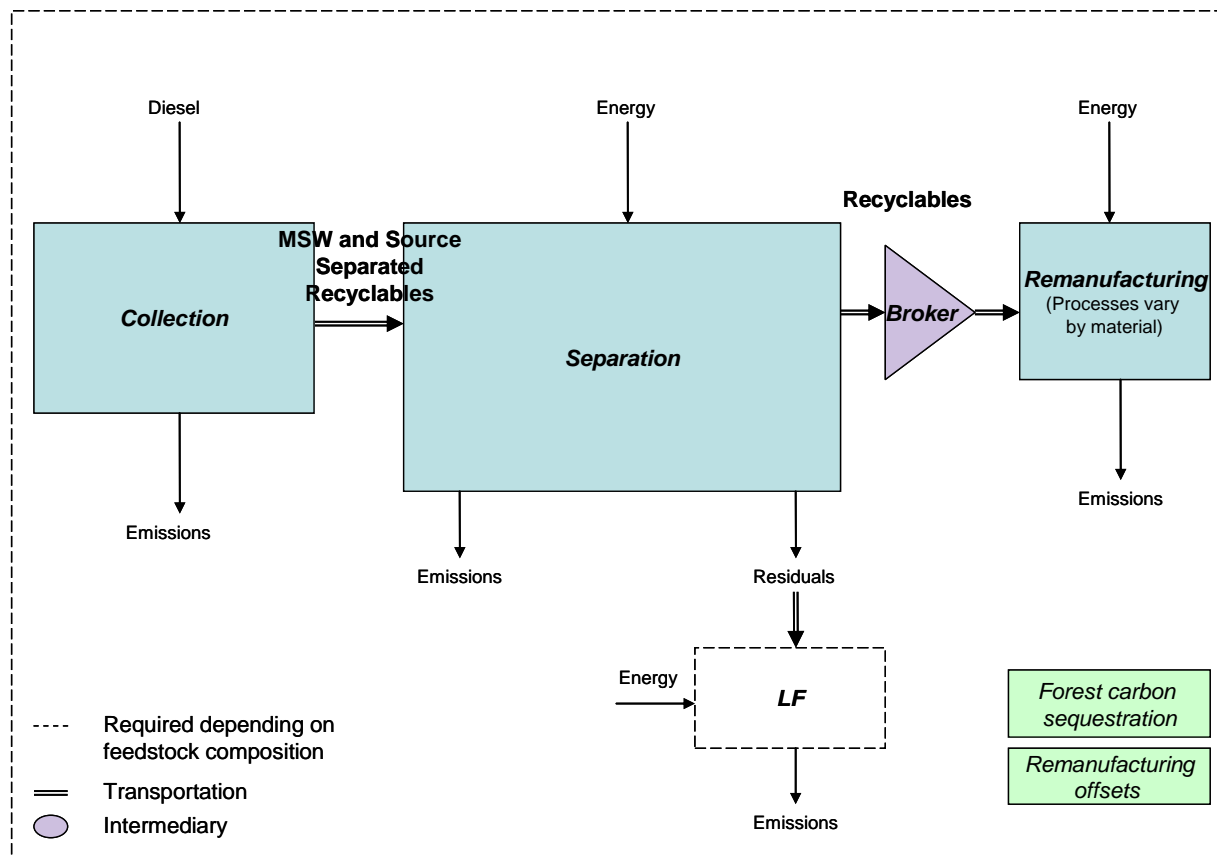 Diesel
Energy
Energy
Recyclables
MSW and Source
Separated
Recyclables
Collection
Separation
Broker
Remanufacturing
(Processes vary
by material)
Emissions
Emissions
Residuals
Emissions
Energy
LF
Emissions
Forest carbon
sequestration
Remanufacturing
offsets
Required depending on
feedstock composition
Transportation
Intermediary